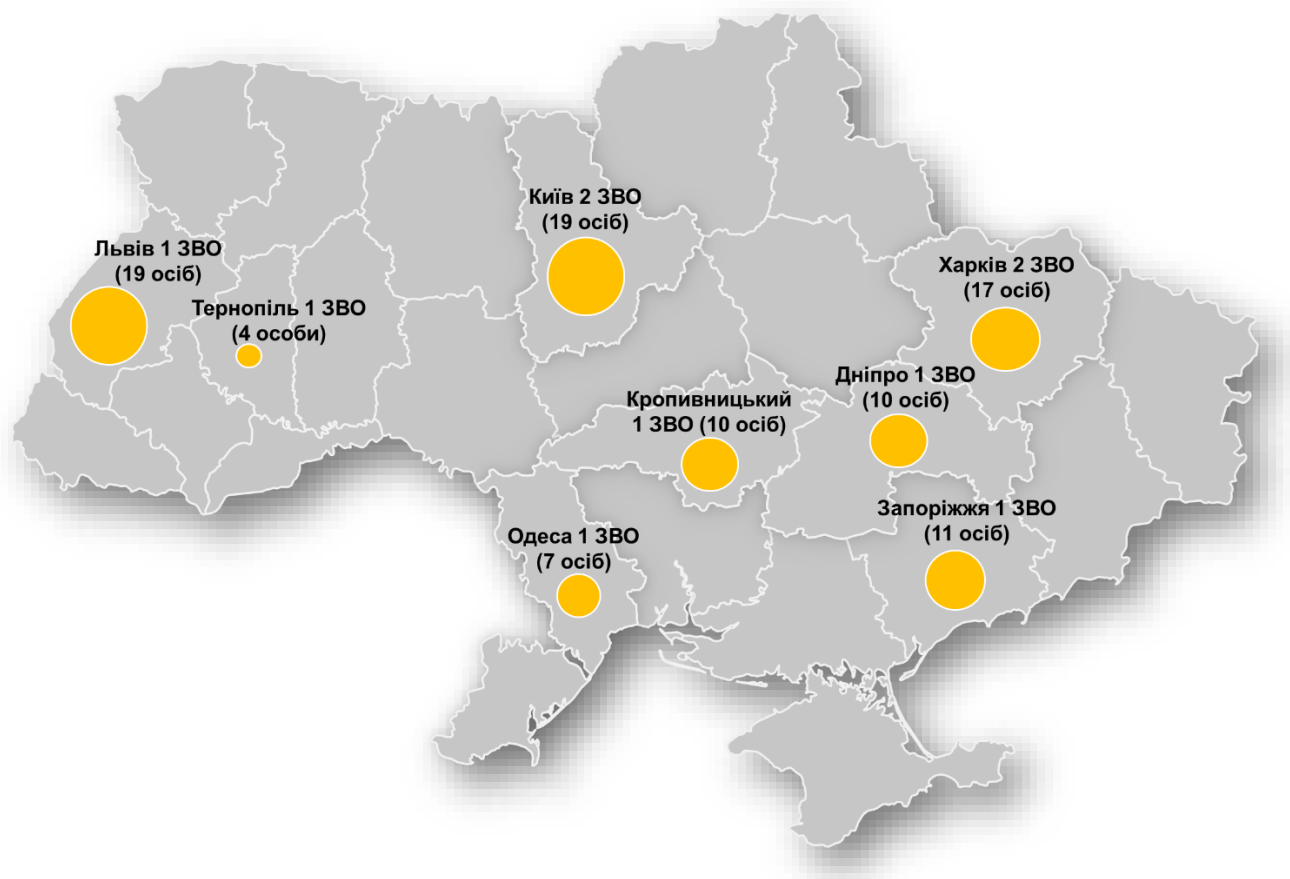 Київ 2 ЗВО
(19 осіб)
Львів 1 ЗВО
(19 осіб)
Харків 2 ЗВО
(17 осіб)
Тернопіль 1 ЗВО
(4 особи)
Дніпро 1 ЗВО
(10 осіб)
Кропивницький
1 ЗВО (10 осіб)
Запоріжжя 1 ЗВО
(11 осіб)
Одеса 1 ЗВО
(7 осіб)